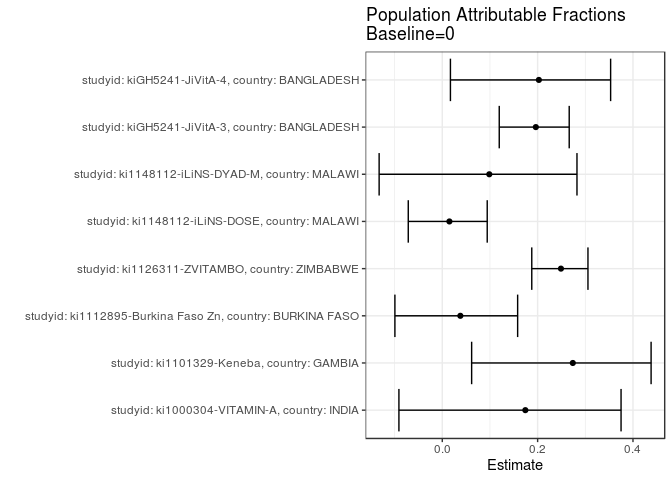 Population Attributable Fractions
Baseline=0
studyid: kiGH5241-JiVitA-4, country: BANGLADESH
studyid: kiGH5241-JiVitA-3, country: BANGLADESH
studyid: ki1148112-iLiNS-DYAD-M, country: MALAWI
studyid: ki1148112-iLiNS-DOSE, country: MALAWI
studyid: ki1126311-ZVITAMBO, country: ZIMBABWE
studyid: ki1112895-Burkina Faso Zn, country: BURKINA FASO
studyid: ki1101329-Keneba, country: GAMBIA
studyid: ki1000304-VITAMIN-A, country: INDIA
0.0 0.2 0.4
Estimate